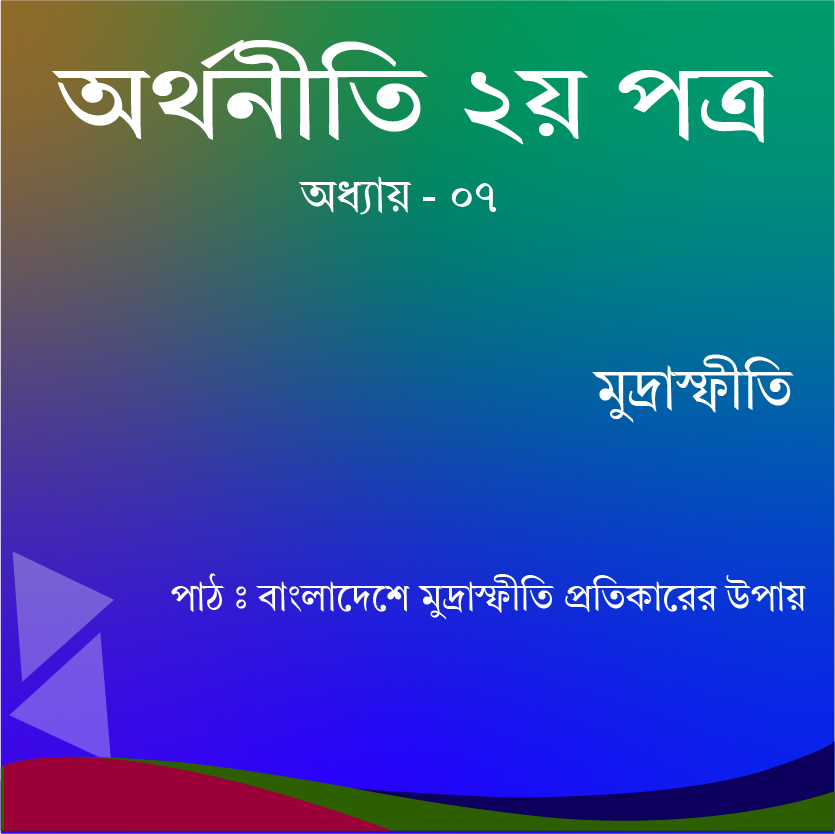 অর্থনীতি ২য় পত্র
অধ্যায় - ০৭
মুদ্রাস্ফীতি
পাঠ ঃ বাংলাদেশে মুদ্রাস্ফীতি প্রতিকারের উপায়